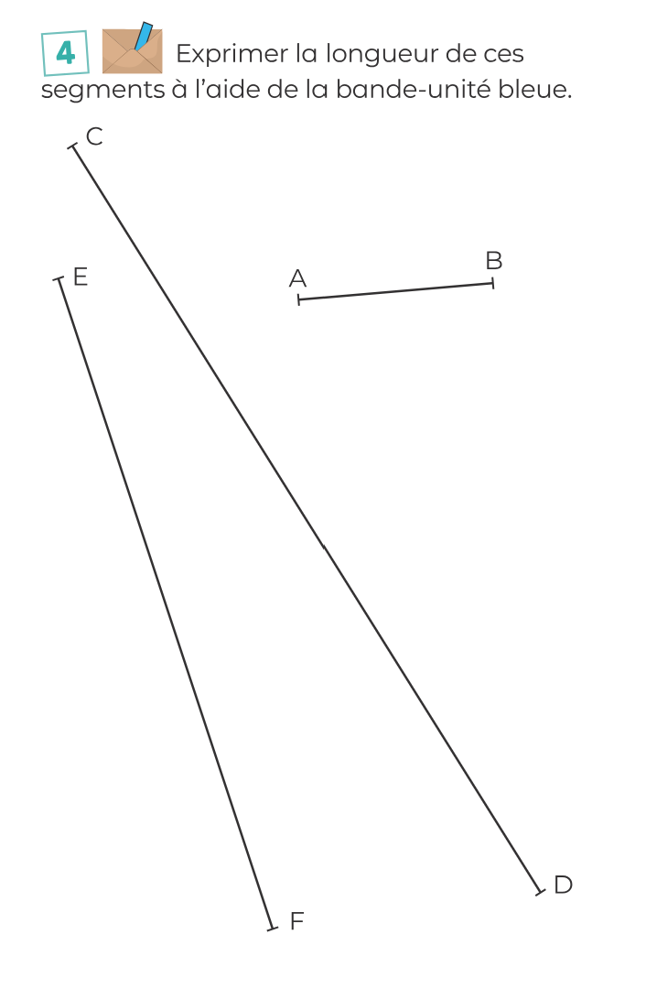 4 Exprimer la longueur de ces
segments à l’aide de la bande-unité bleue.
C
E
A
B
D
F